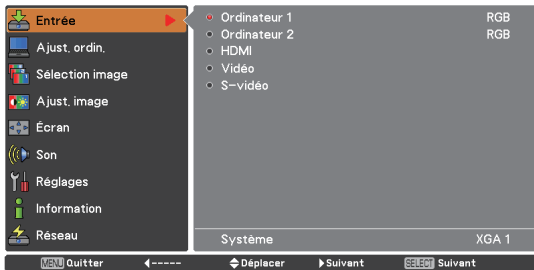 Entrée
Ajust. ordin.
Sélection image
Ajust. image
Écran
Son
Réglages
Information
Réseau
Ordinateur 1 RGB
Ordinateur 2 RGB
HDMI
Vidéo
S-vidéo
Système XGA 1
MENU Quitter ----- Déplacer Suivant SELECT Suivant